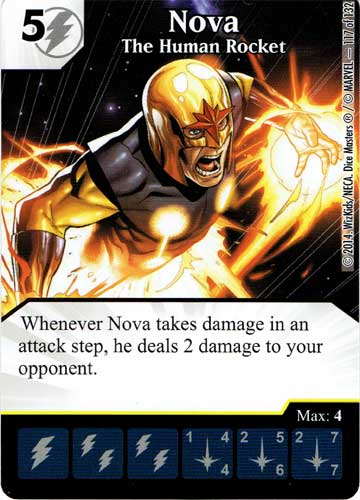 5
Nova
The Human Rocket
©2014.WizKids/NECA. Dice Masters ® / © MARVEL — 117 of 132
Whenever Nova takes damage in an
attack step, he deals 2 damage to your
opponent.
Max: 4
1 4 4
2 5 6
2 7 7